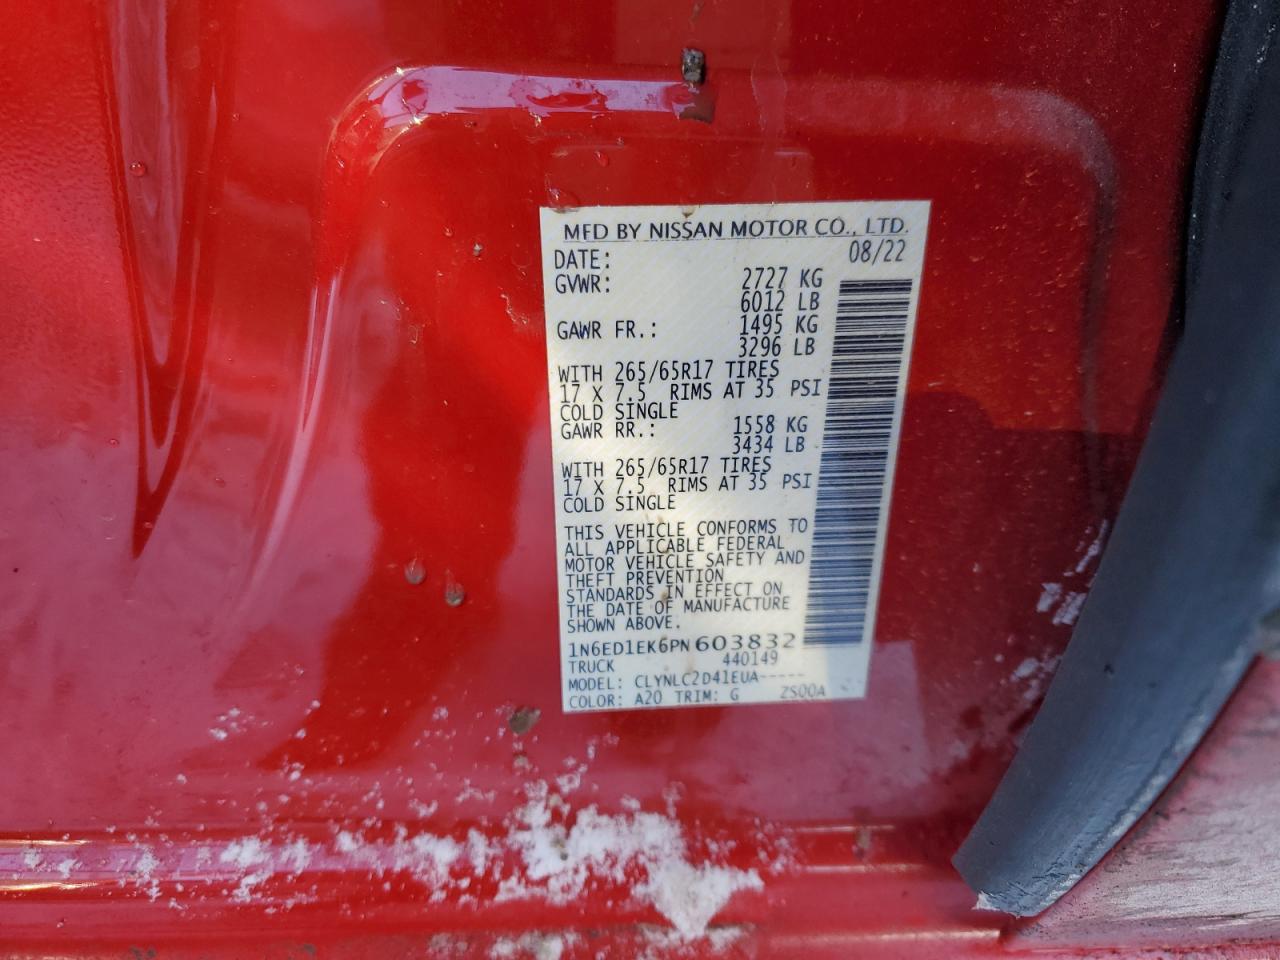 MFD BY NISSAN MOTOR CO., LTD.
DATE: 08/22
GVWR: 2727 KG
6012 LB
GAWR FR.: 1495 KG
3296 LB
WITH 265/65R17 TIRES
17 X 7.5 RIMS AT 35 PSI
COLD SINGLE
GAWR RR.: 1558 KG
3434 LB
WITH 265/65R17 TIRES
17 X 7.5 RIMS AT 35 PSI
COLD SINGLE
THIS VEHICLE CONFORMS TO
ALL APPLICABLE FEDERAL
MOTOR VEHICLE SAFETY AND
THEFT PREVENTION
STANDARDS IN EFFECT ON
THE DATE OF MANUFACTURE
SHOWN ABOVE.
1N6ED1EK6PN603832
TRUCK 440149
MODEL: CLYNLC2D41EUA-----
COLOR: A20 TRIM: G ZS00A